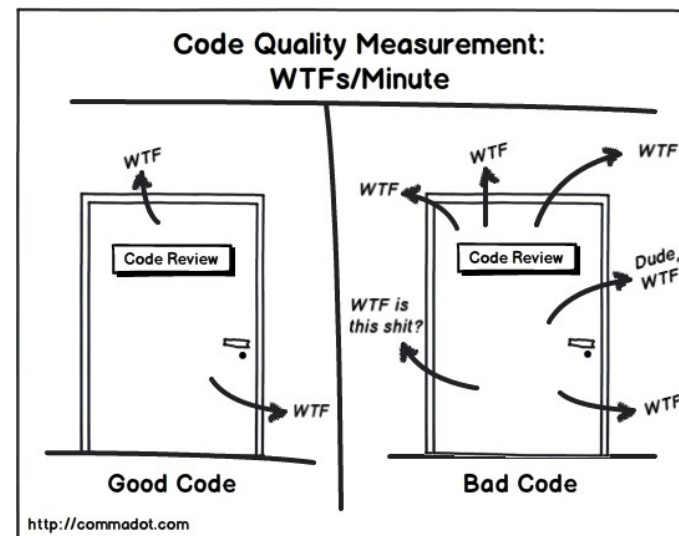 Code Quality Measurement:
WTFs/Minute
WTF
Code Review
WTF
Good Code
WTF
WTF
WTF
Code Review
Dude,
WTF
WTF is
this shit?
WTF
Bad Code
http://commadot.com